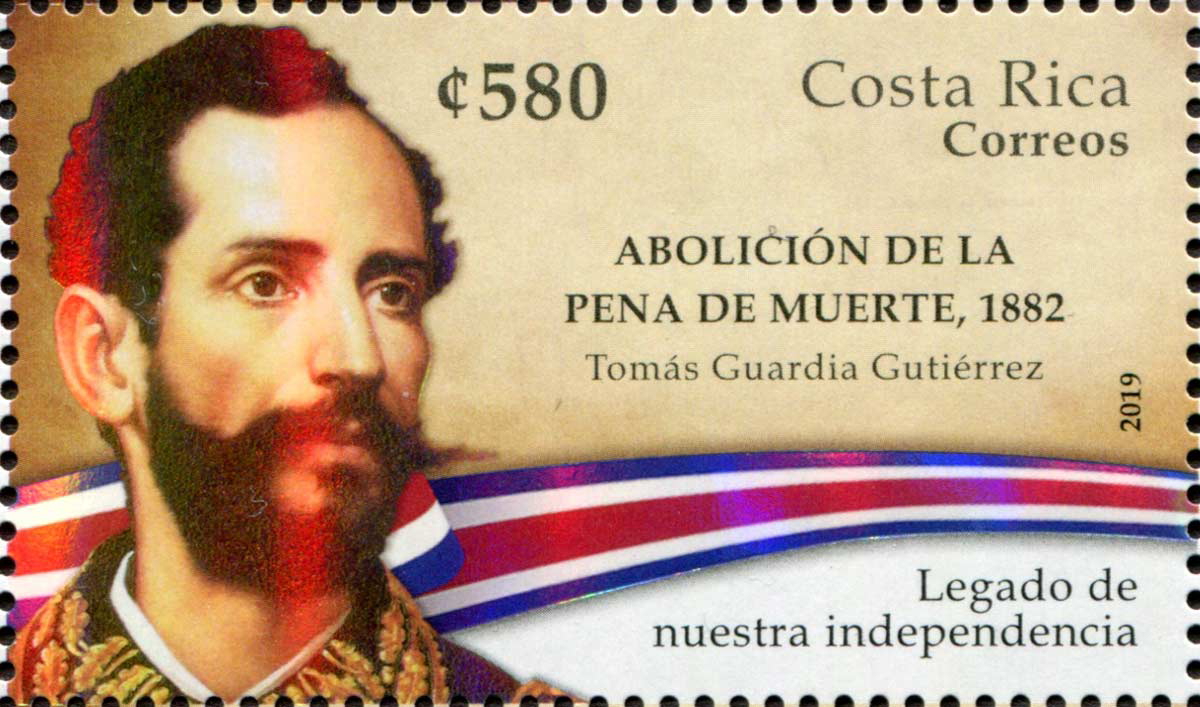 ¢580
Costa Rica
Correos
ABOLICIÓN DE LA
PENA DE MUERTE, 1882
Tomás Guardia Gutiérrez
2019
Legado de
nuestra independencia